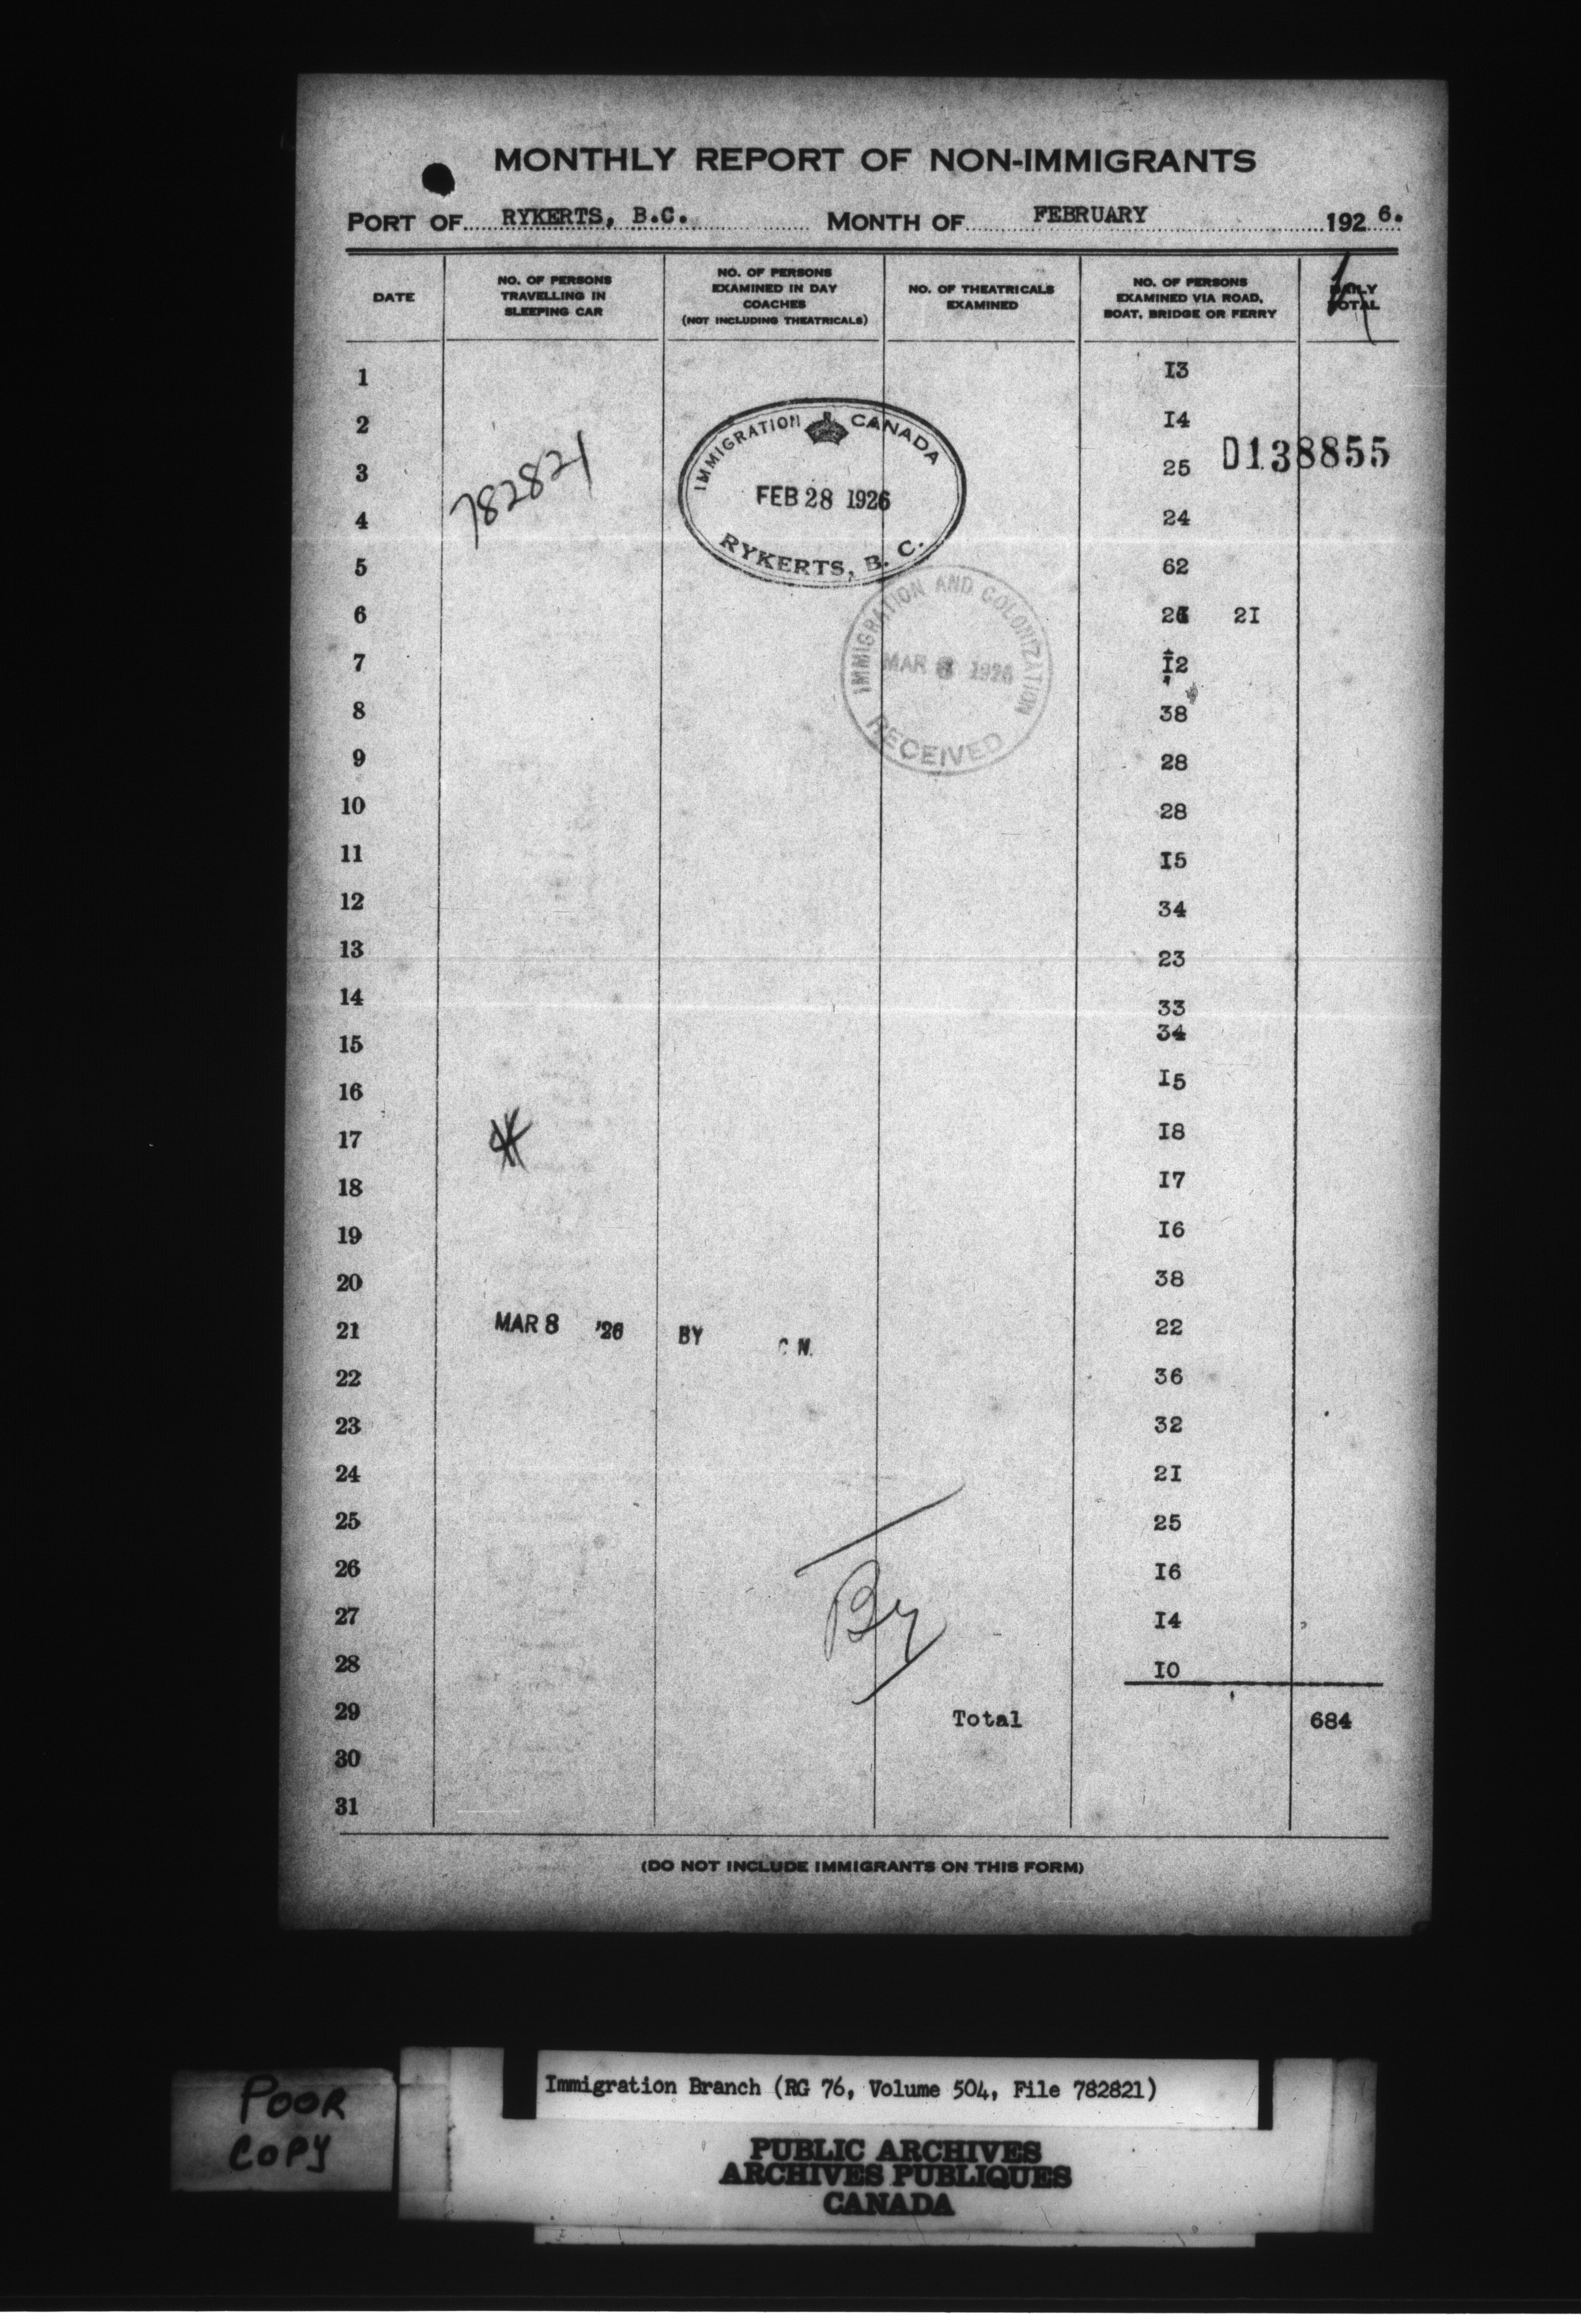 MONTHLY REPORT OF NON-IMMIGRANTS
PORT OF RYKERTS, B.C. MONTH OF FEBRUARY 1926.
DATE
NO. OF PERSONS TRAVELLING IN SLEEPING CAR
NO. OF PERSONS EXAMINED IN DAY COACHES (NOT INCLUDING THEATRICALS)
NO. OF THEATRICALS EXAMINED
NO. OF PERSONS EXAMINED VIA ROAD, BOAT, BRIDGE OR FERRY
DAILY TOTAL
1 I3
2 I4
IMMIGRATION CANADA
FEB 28 1926
RYKERTS, B. C.
782821
D138855
3 25
4 24
5 62
6 2I
IMMIGRATION AND COLONIZATION
MAR 1926
RECEIVED
7 I2
8 38
9 28
10 28
11 I5
12 34
13 23
14 33
15 34
16 I5
17 I8
18 I7
19 I6
20 38
21 MAR 8 '26 BY C N. 22
22 36
23 32
24 2I
25 25
26 I6
27 I4
28 I0
29 Total 684
30
31
(DO NOT INCLUDE IMMIGRANTS ON THIS FORM)
POOR
COPY
Immigration Branch (RG 76, Volume 504, File 782821)
PUBLIC ARCHIVES
ARCHIVES PUBLIQUES
CANADA